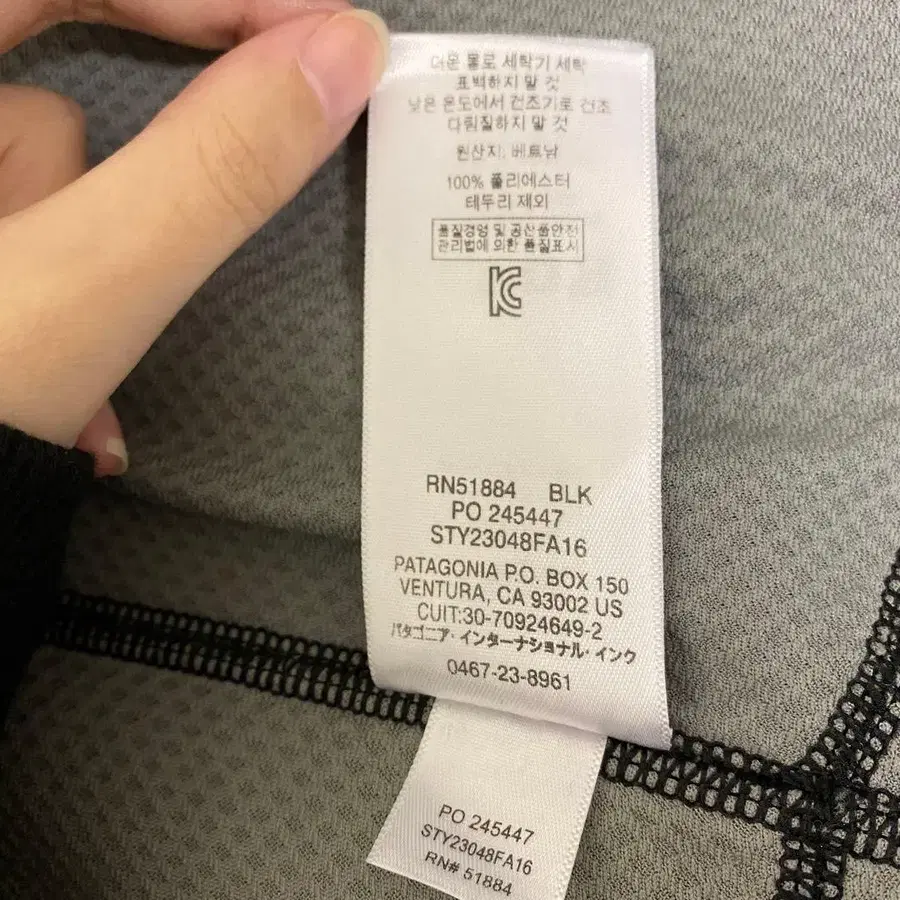 더운 물로 세탁기 세탁
표백하지 말 것
낮은 온도에서 건조기로 건조
다림질하지 말 것
원산지: 베트남
100% 폴리에스터
테두리 제외
품질경영 및 공산품안전
관리법에 의한 품질표시
RN51884 BLK
PO 245447
STY23048FA16
PATAGONIA P.O. BOX 150
VENTURA, CA 93002 US
CUIT:30-70924649-2
パタゴニア・インターナショナル・インク
0467-23-8961
PO 245447
STY23048FA16
RN# 51884